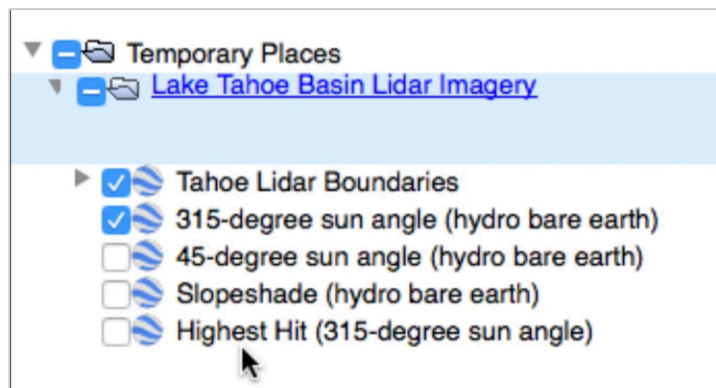 Temporary Places
Lake Tahoe Basin Lidar Imagery
Tahoe Lidar Boundaries
315-degree sun angle (hydro bare earth)
45-degree sun angle (hydro bare earth)
Slopeshade (hydro bare earth)
Highest Hit (315-degree sun angle)